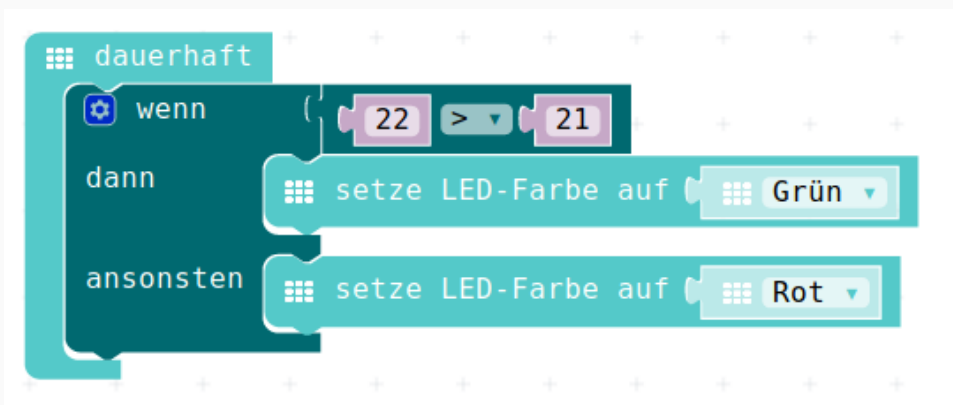 dauerhaft
wenn 22 > 21
dann setze LED-Farbe auf Grün
ansonsten setze LED-Farbe auf Rot